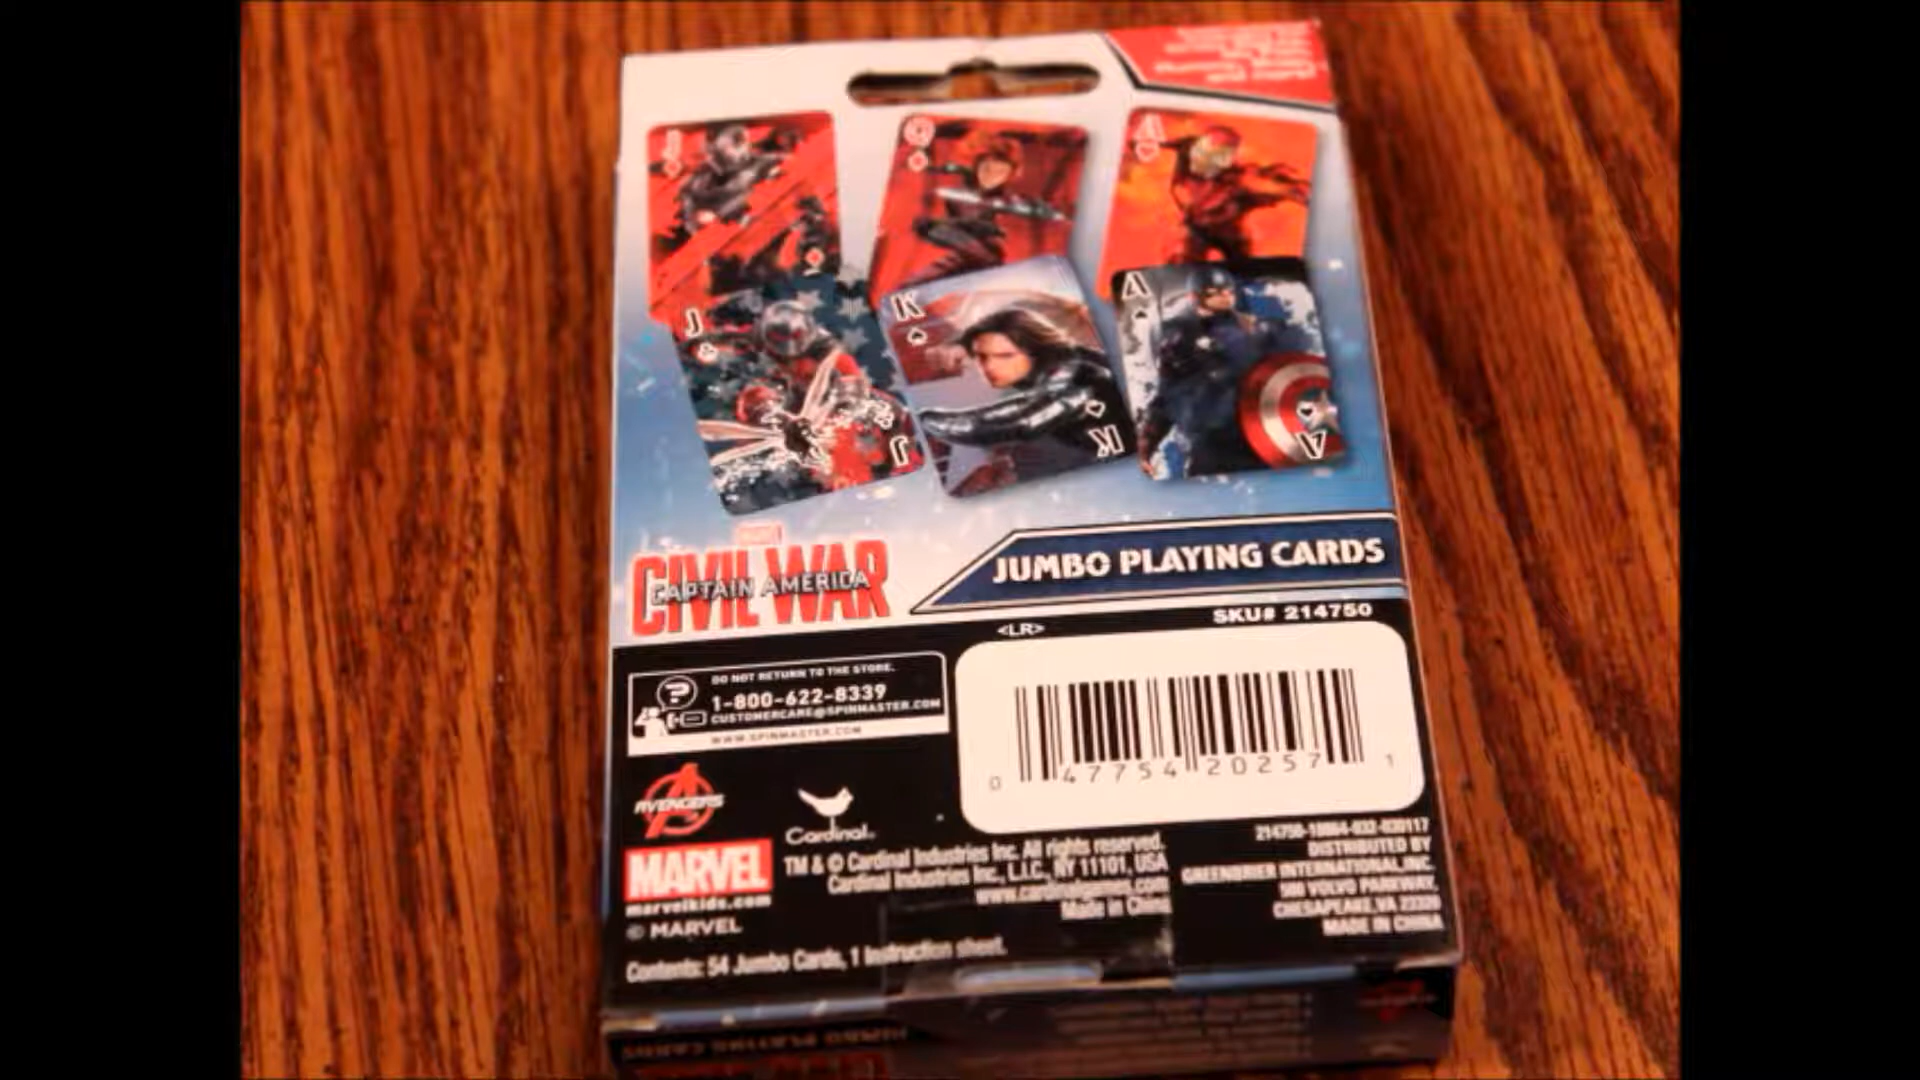 J
Q
A
J
K
A
J
K
A
MARVEL
CIVIL WAR
CAPTAIN AMERICA
JUMBO PLAYING CARDS
SKU# 214750
<LR>
DO NOT RETURN TO THE STORE.
1-800-622-8339
CUSTOMERCARE@SPINMASTER.COM
WWW.SPINMASTER.COM
0 47754 20257 1
AVENGERS
Cardinal
MARVEL
marvelkids.com
© MARVEL
TM & © Cardinal Industries Inc. All rights reserved.
Cardinal Industries Inc., L.I.C., NY 11101, USA
www.cardinalgames.com
Made in China
DISTRIBUTED BY
GREENBRIER INTERNATIONAL, INC.
500 VOLVO PARKWAY,
CHESAPEAKE, VA 23320
MADE IN CHINA
Contents: 54 Jumbo Cards, 1 Instruction sheet.
JUMBO PLAYING CARDS